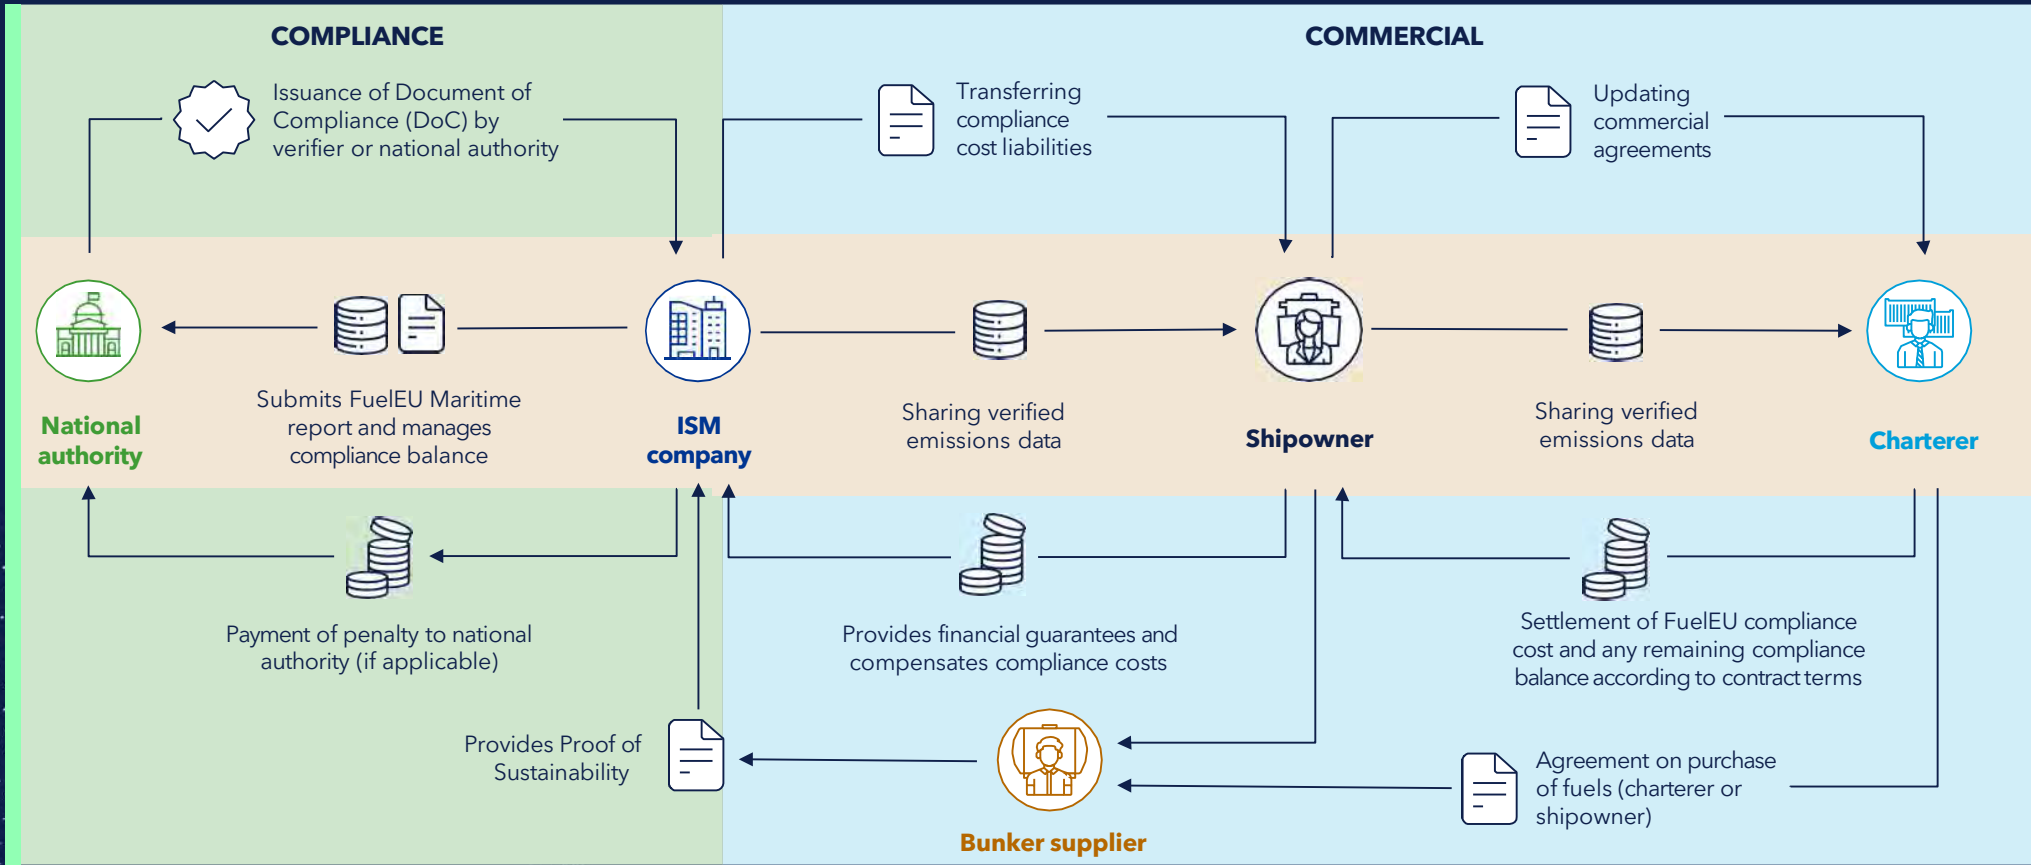 COMPLIANCE
COMMERCIAL
Issuance of Document of
Compliance (DoC) by
verifier or national authority
Transferring
compliance
cost liabilities
Updating
commercial
agreements
National
authority
Submits FuelEU Maritime
report and manages
compliance balance
ISM
company
Sharing verified
emissions data
Shipowner
Sharing verified
emissions data
Charterer
Payment of penalty to national
authority (if applicable)
Provides financial guarantees and
compensates compliance costs
Settlement of FuelEU compliance
cost and any remaining compliance
balance according to contract terms
Provides Proof of
Sustainability
Bunker supplier
Agreement on purchase
of fuels (charterer or
shipowner)